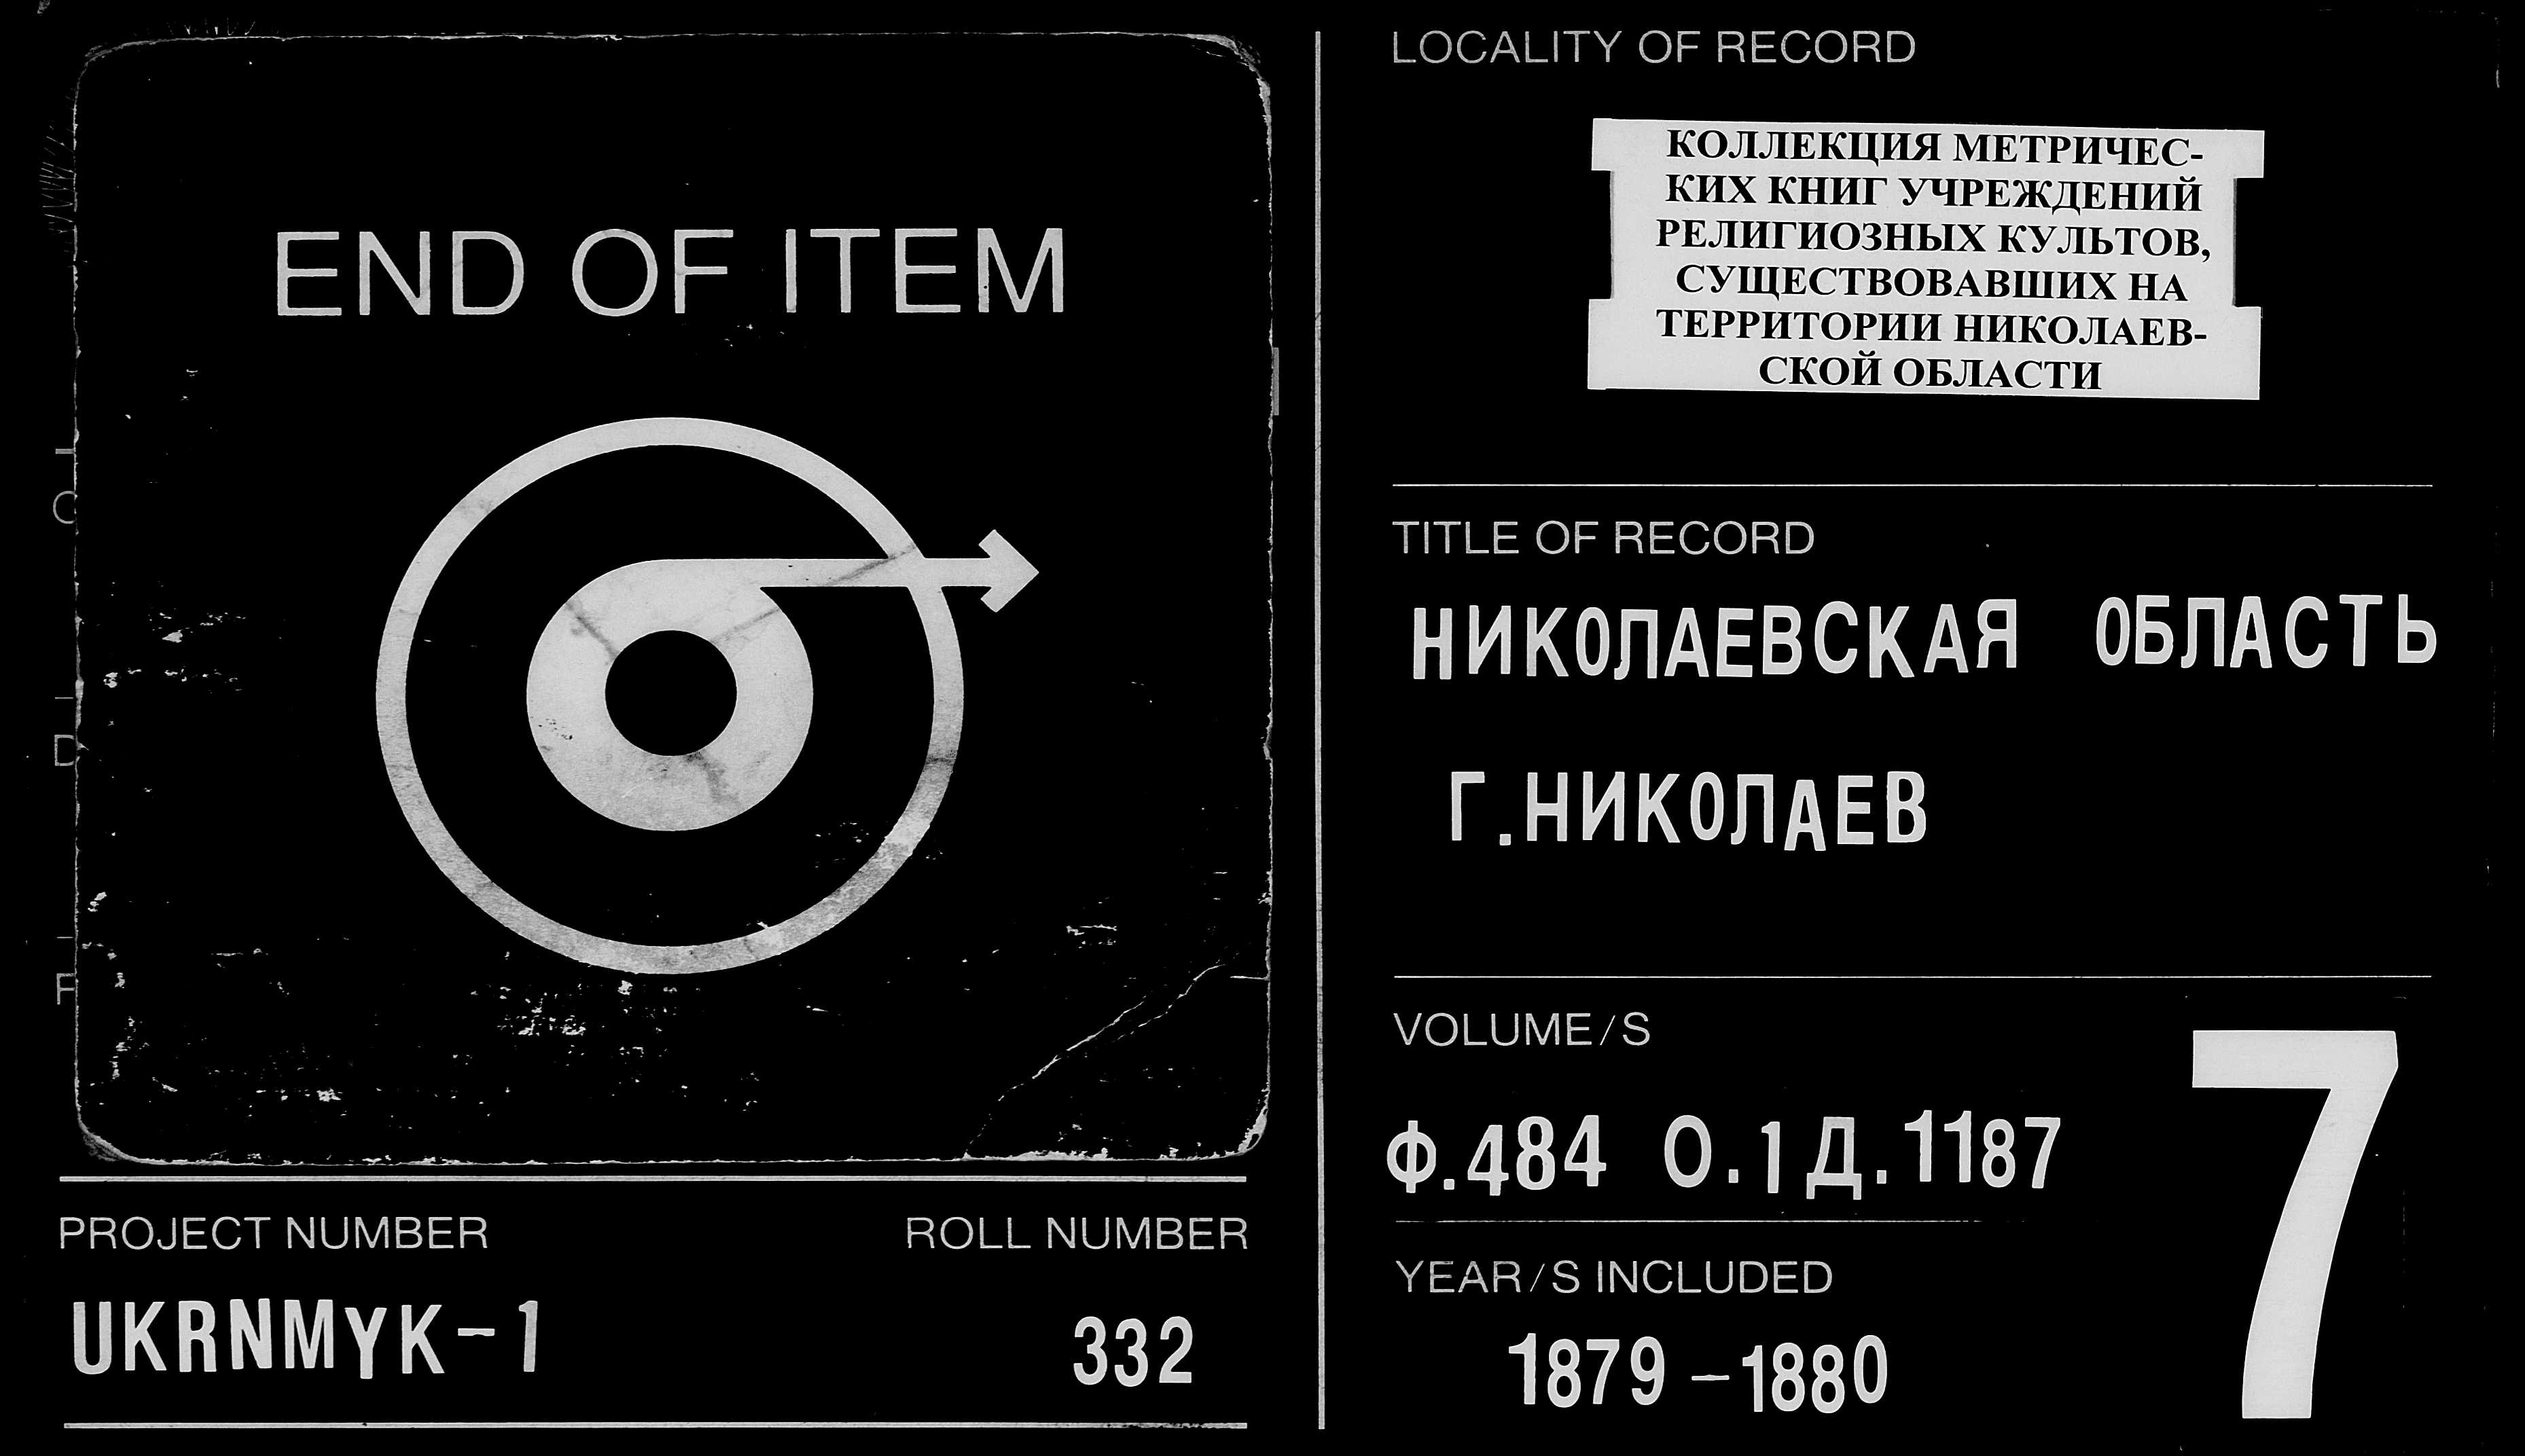 END OF ITEM
PROJECT NUMBER
ROLL NUMBER
UKRNMYK-1
332
LOCALITY OF RECORD
КОЛЛЕКЦИЯ МЕТРИЧЕС-
КИХ КНИГ УЧРЕЖДЕНИЙ
РЕЛИГИОЗНЫХ КУЛЬТОВ,
СУЩЕСТВОВАВШИХ НА
ТЕРРИТОРИИ НИКОЛАЕВ-
СКОЙ ОБЛАСТИ
TITLE OF RECORD
НИКОЛАЕВСКАЯ ОБЛАСТЬ
Г.НИКОЛАЕВ
VOLUME/S
Ф.484 О.1 Д.1187
YEAR/S INCLUDED
1879-1880
7